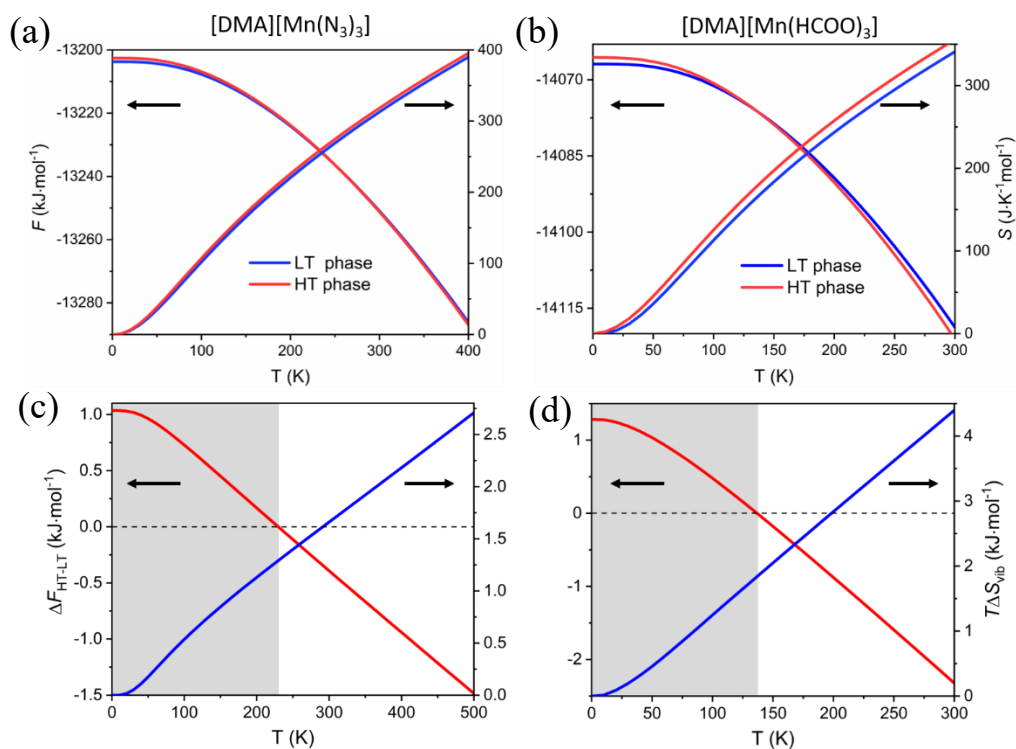 (a)
[DMA][Mn(N₃)₃]
-13200
-13220
-13240
-13260
-13280
F (kJ·mol⁻¹)
400
300
200
100
0
LT phase
HT phase
0 100 200 300 400
T (K)
(b)
[DMA][Mn(HCOO)₃]
-14070
-14085
-14100
-14115
300
200
100
0
S (J·K⁻¹mol⁻¹)
LT phase
HT phase
0 50 100 150 200 250 300
T (K)
(c)
1.0
0.5
0.0
-0.5
-1.0
-1.5
ΔF_HT-LT (kJ·mol⁻¹)
2.5
2.0
1.5
1.0
0.5
0.0
0 100 200 300 400 500
T (K)
(d)
1
0
-1
-2
4
3
2
1
0
TΔS_vib (kJ·mol⁻¹)
0 50 100 150 200 250 300
T (K)